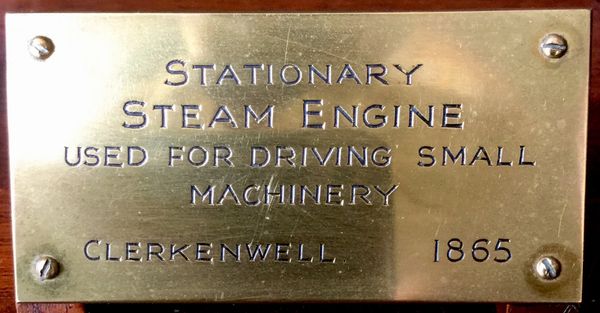 STATIONARY
STEAM ENGINE
USED FOR DRIVING SMALL
MACHINERY
CLERKENWELL 1865